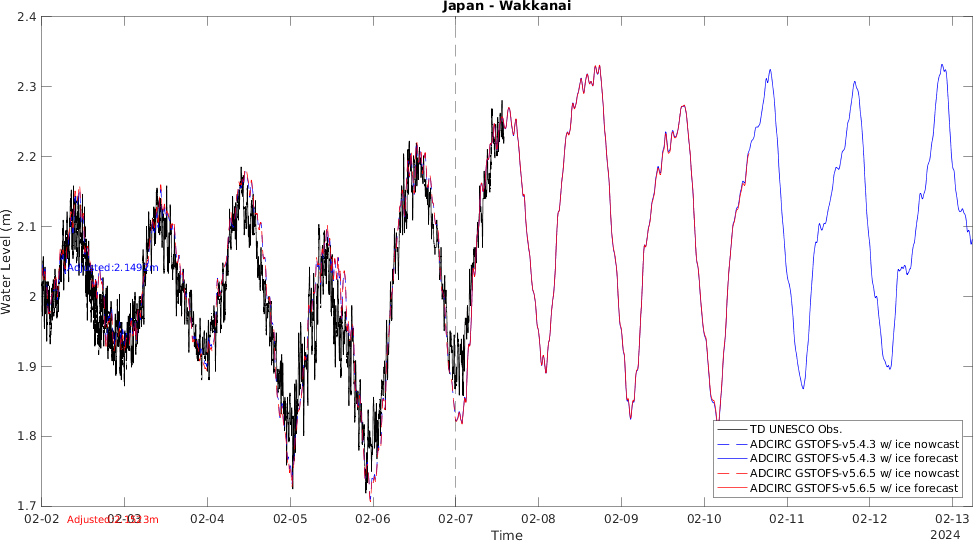 Japan - Wakkanai
2.4
2.3
2.2
2.1
2
1.9
1.8
1.7
Water Level (m)
TD UNESCO Obs.
ADCIRC GSTOFS-v5.4.3 w/ ice nowcast
ADCIRC GSTOFS-v5.4.3 w/ ice forecast
ADCIRC GSTOFS-v5.6.5 w/ ice nowcast
ADCIRC GSTOFS-v5.6.5 w/ ice forecast
02-02 02-03 02-04 02-05 02-06 02-07 02-08 02-09 02-10 02-11 02-12 02-13
Time
2024